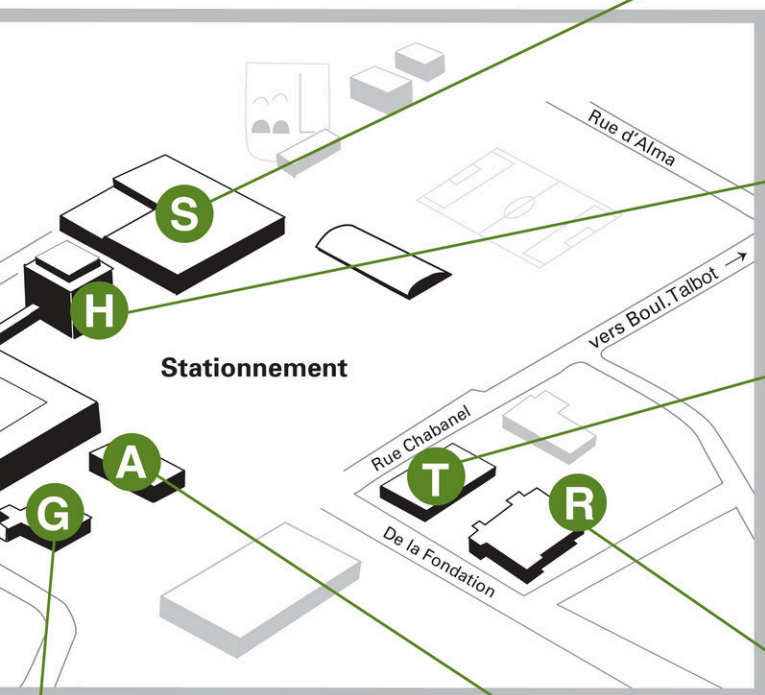 Rue d'Alma
S
vers Boul.Talbot →
H
Stationnement
Rue Chabanel
A
T
R
G
De la Fondation